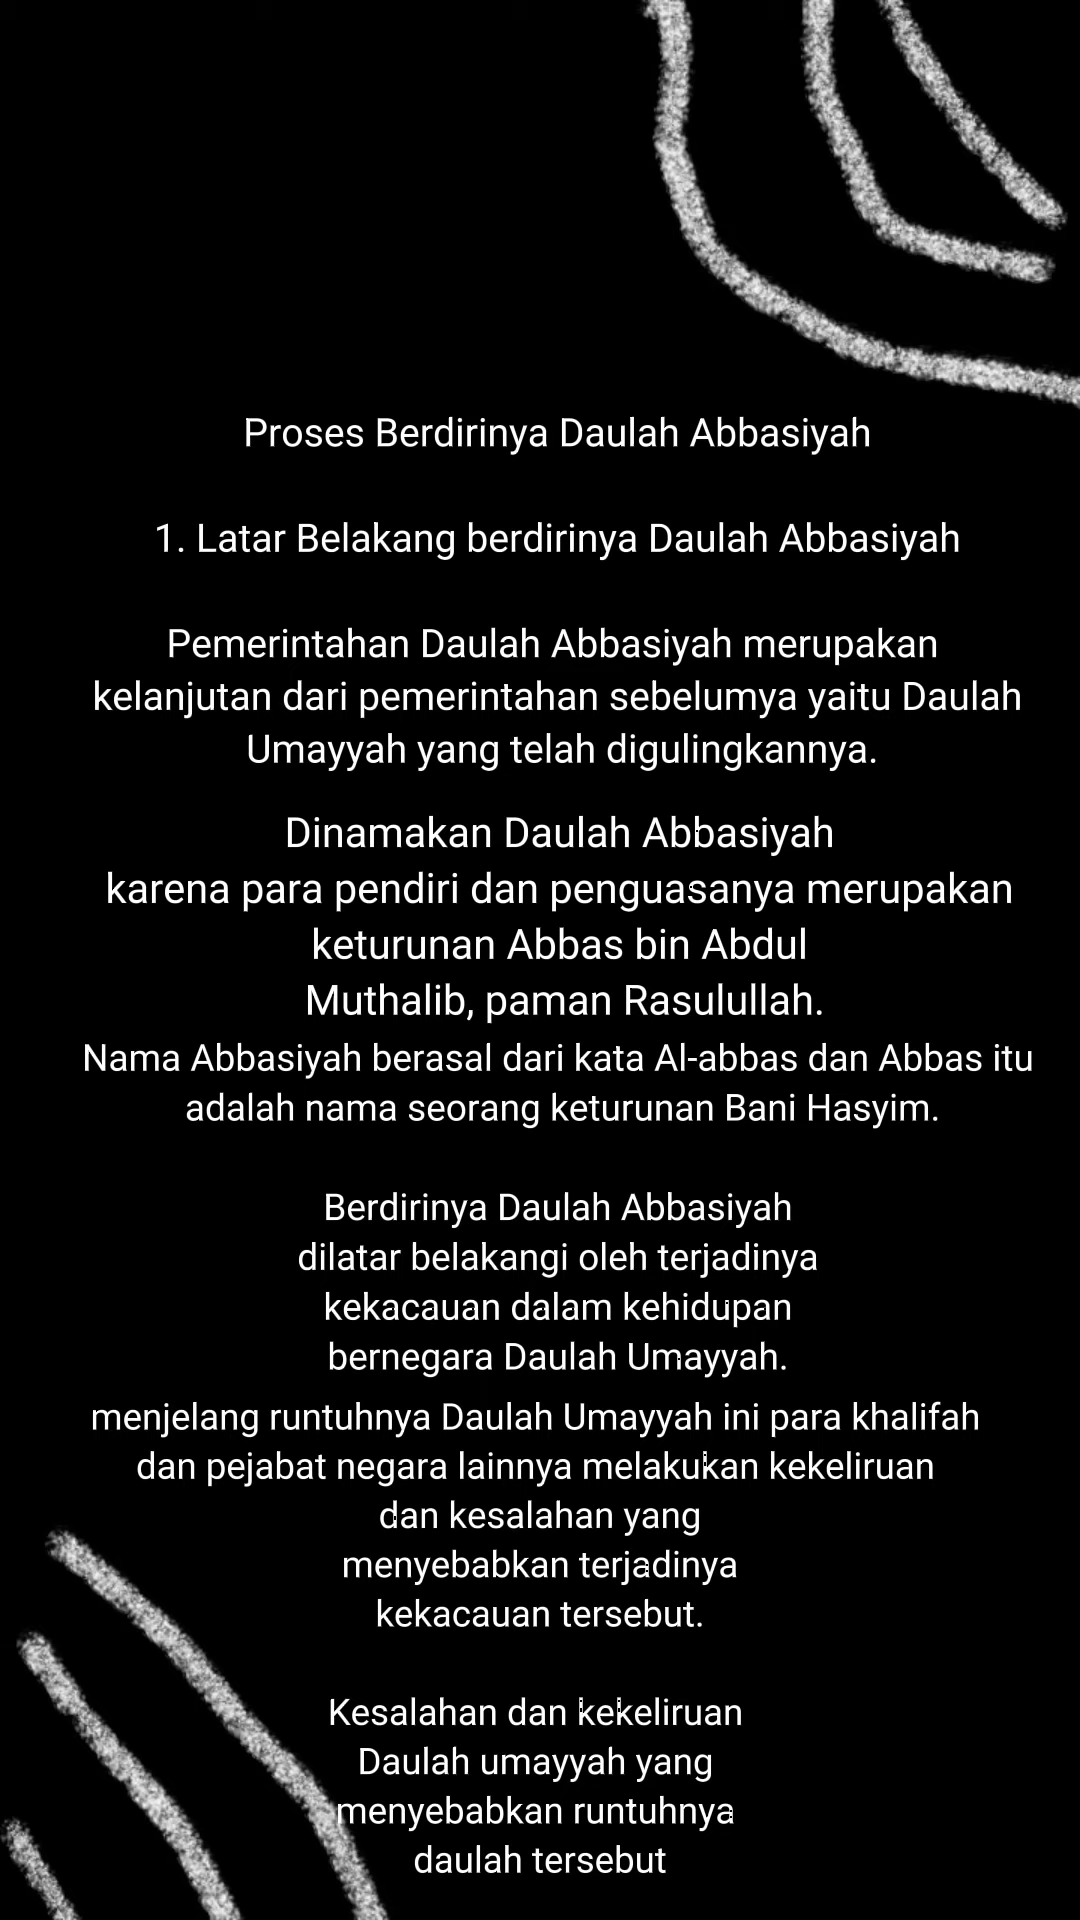 Proses Berdirinya Daulah Abbasiyah
1. Latar Belakang berdirinya Daulah Abbasiyah
Pemerintahan Daulah Abbasiyah merupakan
kelanjutan dari pemerintahan sebelumya yaitu Daulah
Umayyah yang telah digulingkannya.
Dinamakan Daulah Abbasiyah
karena para pendiri dan penguasanya merupakan
keturunan Abbas bin Abdul
Muthalib, paman Rasulullah.
Nama Abbasiyah berasal dari kata Al-abbas dan Abbas itu
adalah nama seorang keturunan Bani Hasyim.
Berdirinya Daulah Abbasiyah
dilatar belakangi oleh terjadinya
kekacauan dalam kehidupan
bernegara Daulah Umayyah.
menjelang runtuhnya Daulah Umayyah ini para khalifah
dan pejabat negara lainnya melakukan kekeliruan
dan kesalahan yang
menyebabkan terjadinya
kekacauan tersebut.
Kesalahan dan kekeliruan
Daulah umayyah yang
menyebabkan runtuhnya
daulah tersebut